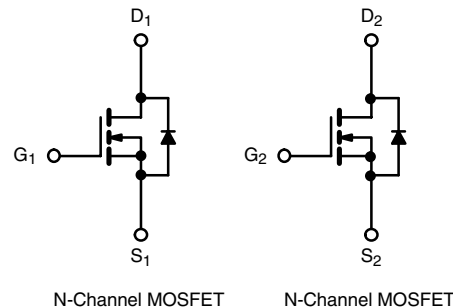 D1 D2
G1 G2
S1 S2
N-Channel MOSFET N-Channel MOSFET